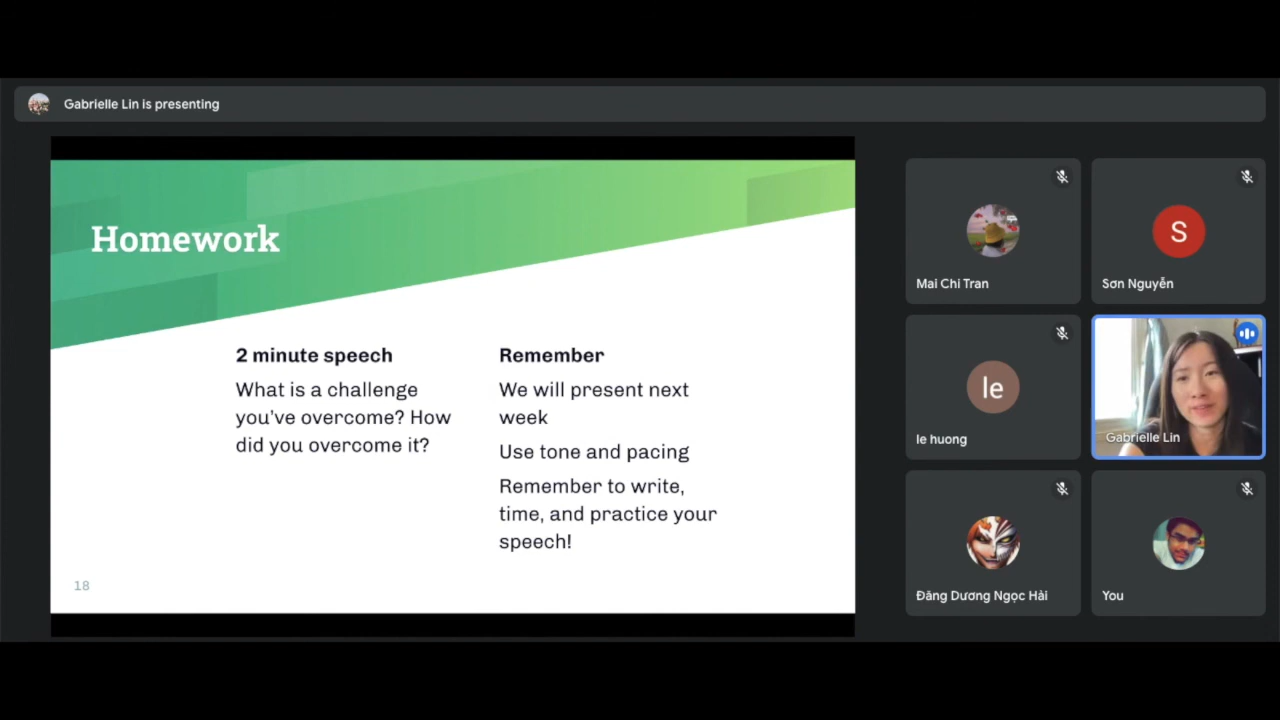 Gabrielle Lin is presenting
Homework
2 minute speech
What is a challenge
you've overcome? How
did you overcome it?
Remember
We will present next
week
Use tone and pacing
Remember to write,
time, and practice your
speech!
18
Mai Chi Tran
S
Sơn Nguyễn
le
le huong
Gabrielle Lin
Đăng Dương Ngọc Hải
You